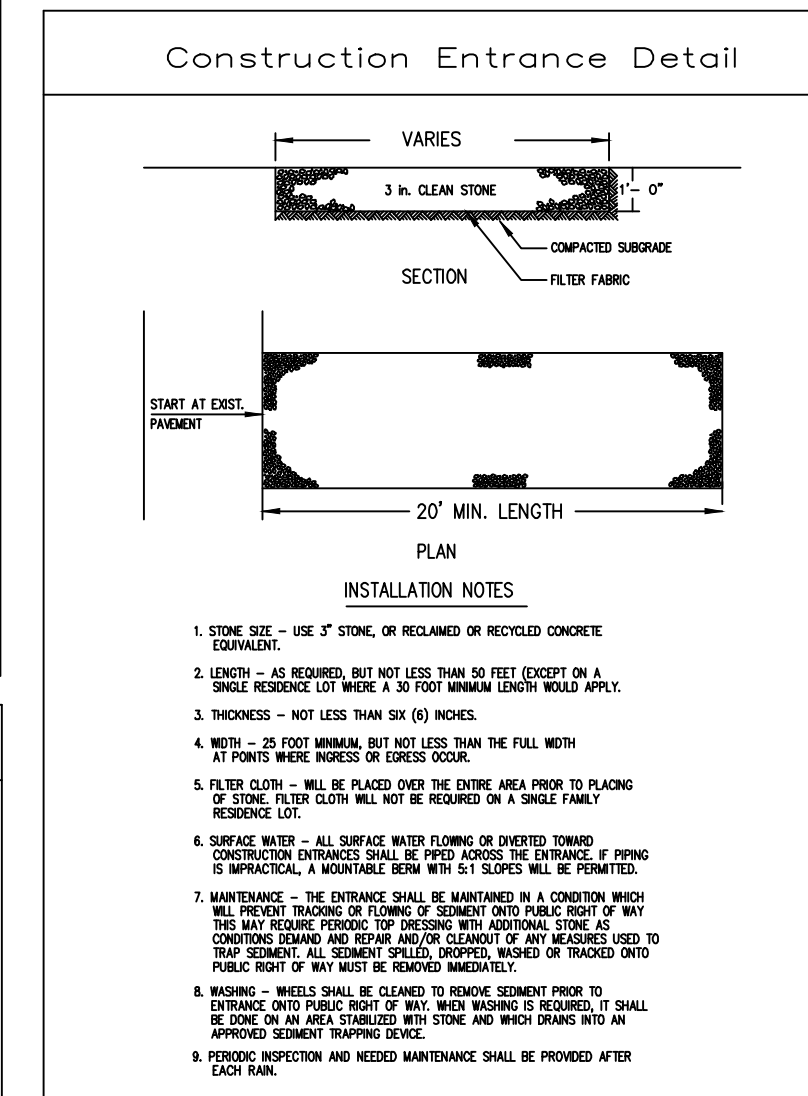 Construction Entrance Detail
VARIES
3 in. CLEAN STONE
1'- 0"
COMPACTED SUBGRADE
SECTION
FILTER FABRIC
START AT EXIST.
PAVEMENT
20' MIN. LENGTH
PLAN
INSTALLATION NOTES
1. STONE SIZE – USE 3" STONE, OR RECLAIMED OR RECYCLED CONCRETE
EQUIVALENT.
2. LENGTH – AS REQUIRED, BUT NOT LESS THAN 50 FEET (EXCEPT ON A
SINGLE RESIDENCE LOT WHERE A 30 FOOT MINIMUM LENGTH WOULD APPLY.
3. THICKNESS – NOT LESS THAN SIX (6) INCHES.
4. WIDTH – 25 FOOT MINIMUM, BUT NOT LESS THAN THE FULL WIDTH
AT POINTS WHERE INGRESS OR EGRESS OCCUR.
5. FILTER CLOTH – WILL BE PLACED OVER THE ENTIRE AREA PRIOR TO PLACING
OF STONE. FILTER CLOTH WILL NOT BE REQUIRED ON A SINGLE FAMILY
RESIDENCE LOT.
6. SURFACE WATER – ALL SURFACE WATER FLOWING OR DIVERTED TOWARD
CONSTRUCTION ENTRANCES SHALL BE PIPED ACROSS THE ENTRANCE. IF PIPING
IS IMPRACTICAL, A MOUNTABLE BERM WITH 5:1 SLOPES WILL BE PERMITTED.
7. MAINTENANCE – THE ENTRANCE SHALL BE MAINTAINED IN A CONDITION WHICH
WILL PREVENT TRACKING OR FLOWING OF SEDIMENT ONTO PUBLIC RIGHT OF WAY
THIS MAY REQUIRE PERIODIC TOP DRESSING WITH ADDITIONAL STONE AS
CONDITIONS DEMAND AND REPAIR AND/OR CLEANOUT OF ANY MEASURES USED TO
TRAP SEDIMENT. ALL SEDIMENT SPILLED, DROPPED, WASHED OR TRACKED ONTO
PUBLIC RIGHT OF WAY MUST BE REMOVED IMMEDIATELY.
8. WASHING – WHEELS SHALL BE CLEANED TO REMOVE SEDIMENT PRIOR TO
ENTRANCE ONTO PUBLIC RIGHT OF WAY. WHEN WASHING IS REQUIRED, IT SHALL
BE DONE ON AN AREA STABILIZED WITH STONE AND WHICH DRAINS INTO AN
APPROVED SEDIMENT TRAPPING DEVICE.
9. PERIODIC INSPECTION AND NEEDED MAINTENANCE SHALL BE PROVIDED AFTER
EACH RAIN.